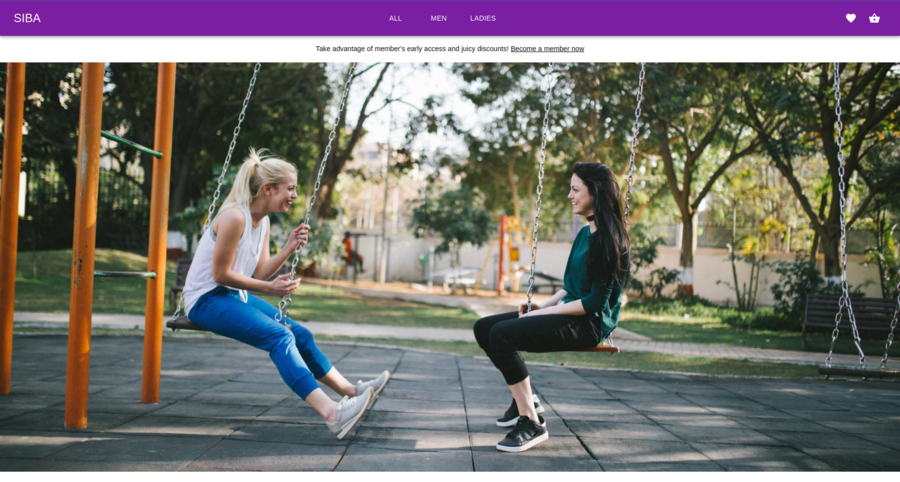 SIBA
ALL MEN LADIES
Take advantage of member's early access and juicy discounts! Become a member now